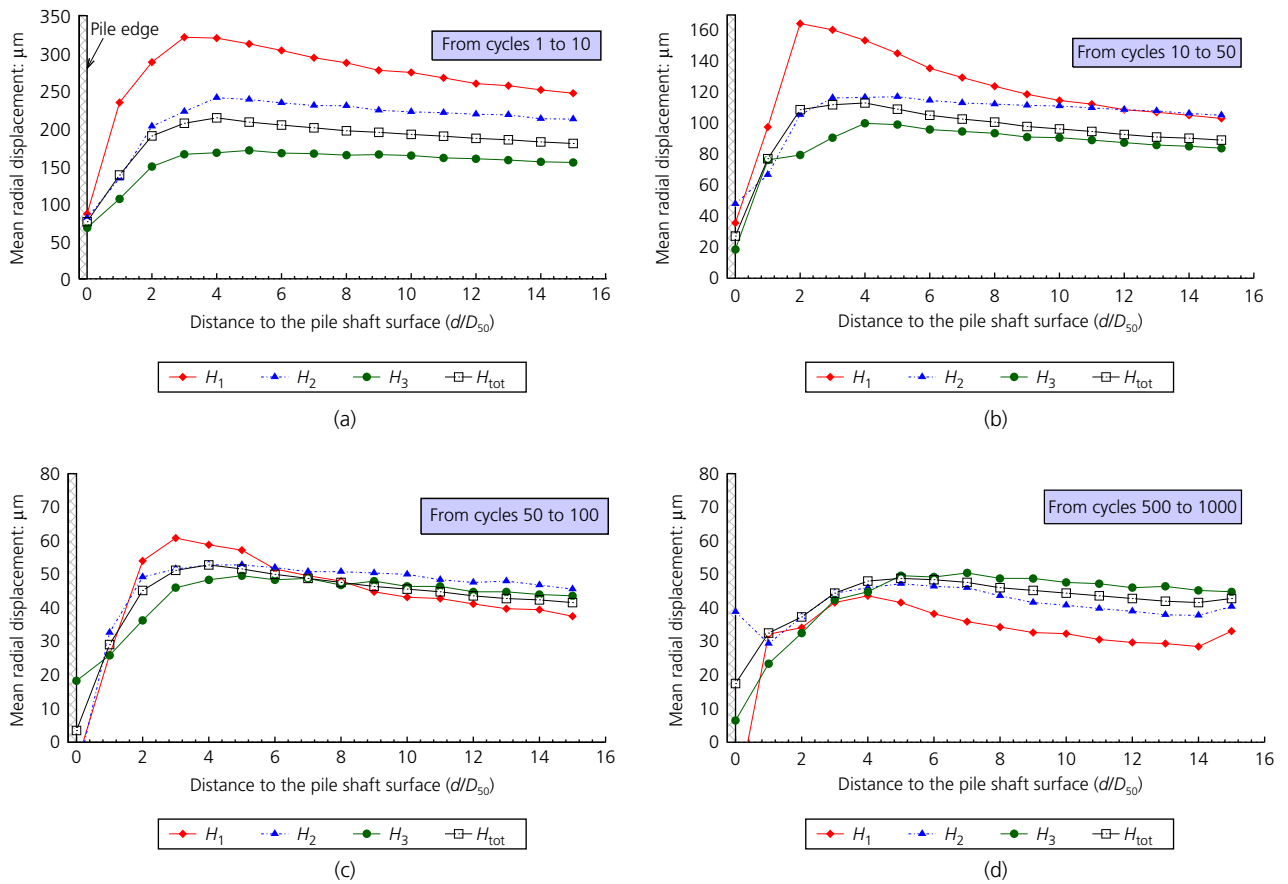 350
300
250
200
150
100
50
0
Mean radial displacement: μm
Pile edge
From cycles 1 to 10
0 2 4 6 8 10 12 14 16
Distance to the pile shaft surface (d/D50)
H1 H2 H3 Htot
(a)
160
140
120
100
80
60
40
20
0
Mean radial displacement: μm
From cycles 10 to 50
0 2 4 6 8 10 12 14 16
Distance to the pile shaft surface (d/D50)
H1 H2 H3 Htot
(b)
80
70
60
50
40
30
20
10
0
Mean radial displacement: μm
From cycles 50 to 100
0 2 4 6 8 10 12 14 16
Distance to the pile shaft surface (d/D50)
H1 H2 H3 Htot
(c)
80
70
60
50
40
30
20
10
0
Mean radial displacement: μm
From cycles 500 to 1000
0 2 4 6 8 10 12 14 16
Distance to the pile shaft surface (d/D50)
H1 H2 H3 Htot
(d)